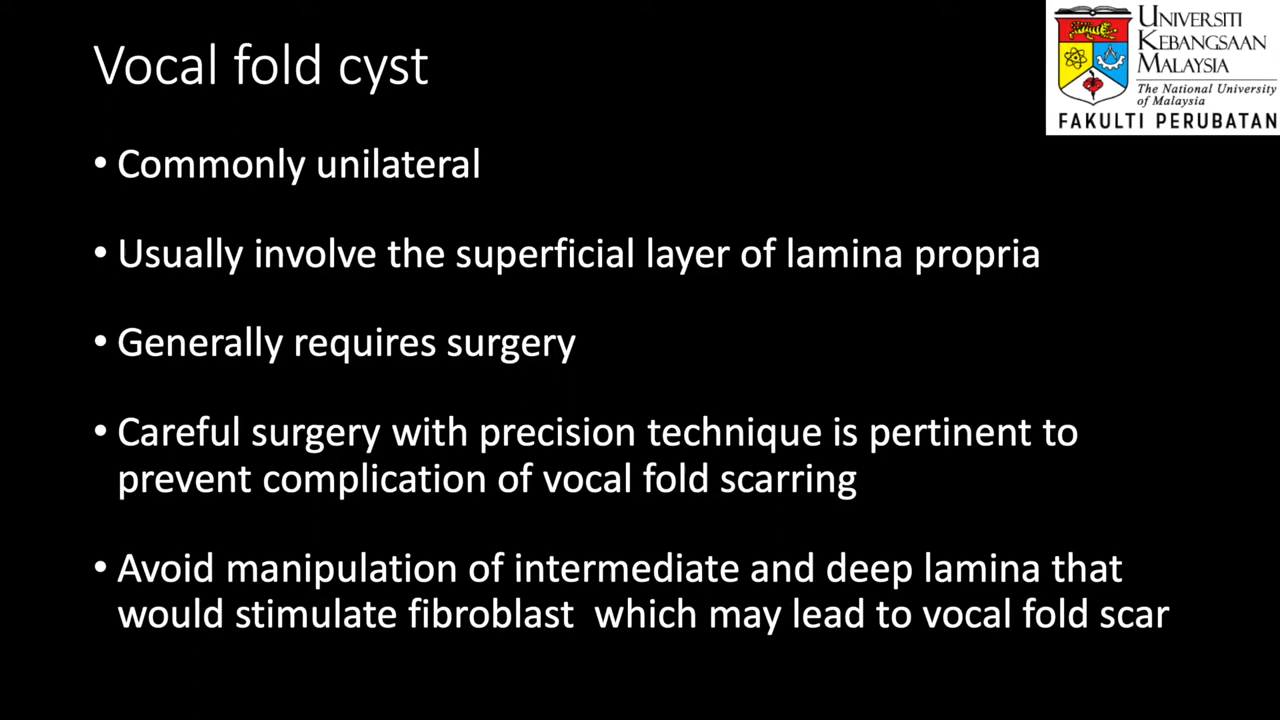 Vocal fold cyst
UNIVERSITI
KEBANGSAAN
MALAYSIA
The National University
of Malaysia
FAKULTI PERUBATAN
• Commonly unilateral
• Usually involve the superficial layer of lamina propria
• Generally requires surgery
• Careful surgery with precision technique is pertinent to
prevent complication of vocal fold scarring
• Avoid manipulation of intermediate and deep lamina that
would stimulate fibroblast  which may lead to vocal fold scar